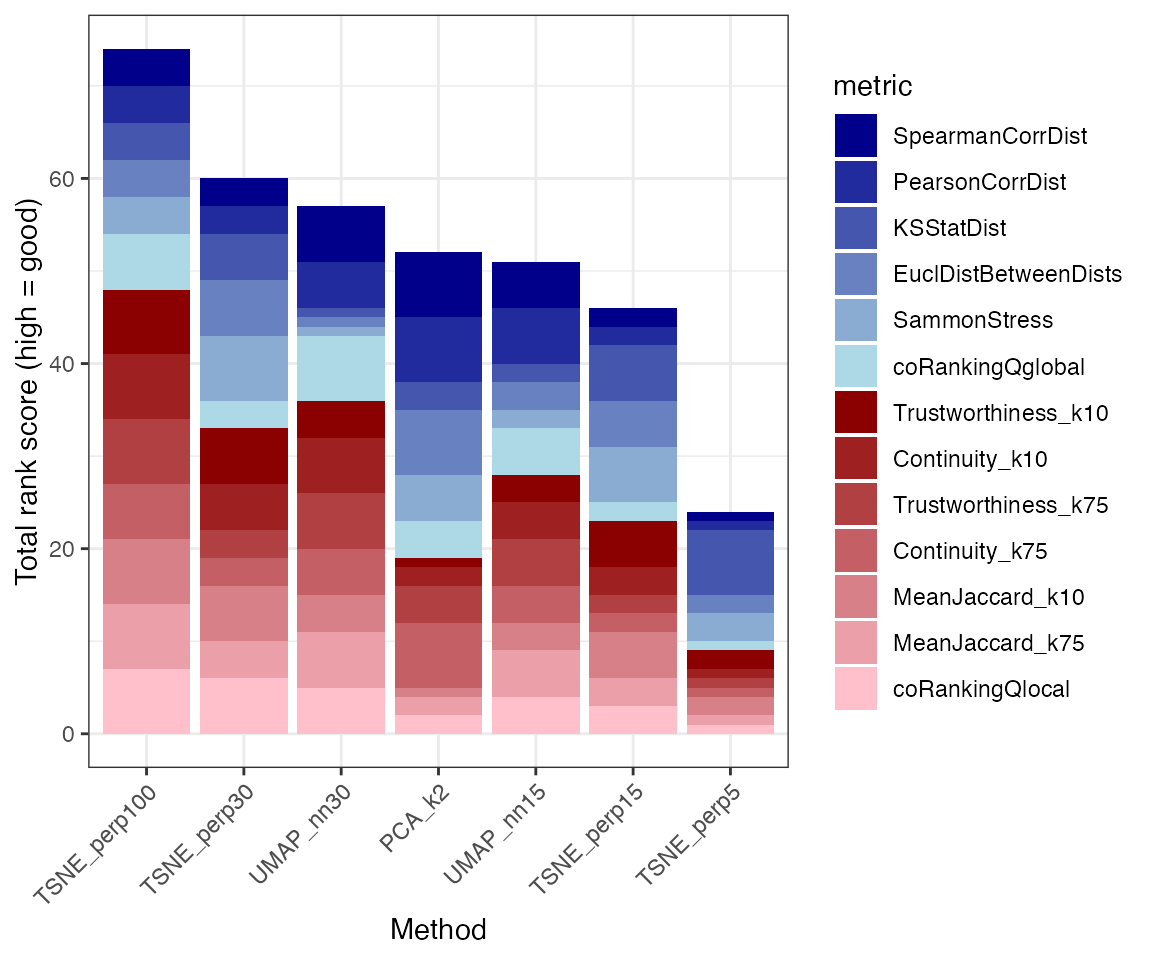 Total rank score (high = good)
60
40
20
0
TSNE_perp100
TSNE_perp30
UMAP_nn30
PCA_k2
UMAP_nn15
TSNE_perp15
TSNE_perp5
Method
metric
SpearmanCorrDist
PearsonCorrDist
KSStatDist
EuclDistBetweenDists
SammonStress
coRankingQglobal
Trustworthiness_k10
Continuity_k10
Trustworthiness_k75
Continuity_k75
MeanJaccard_k10
MeanJaccard_k75
coRankingQlocal